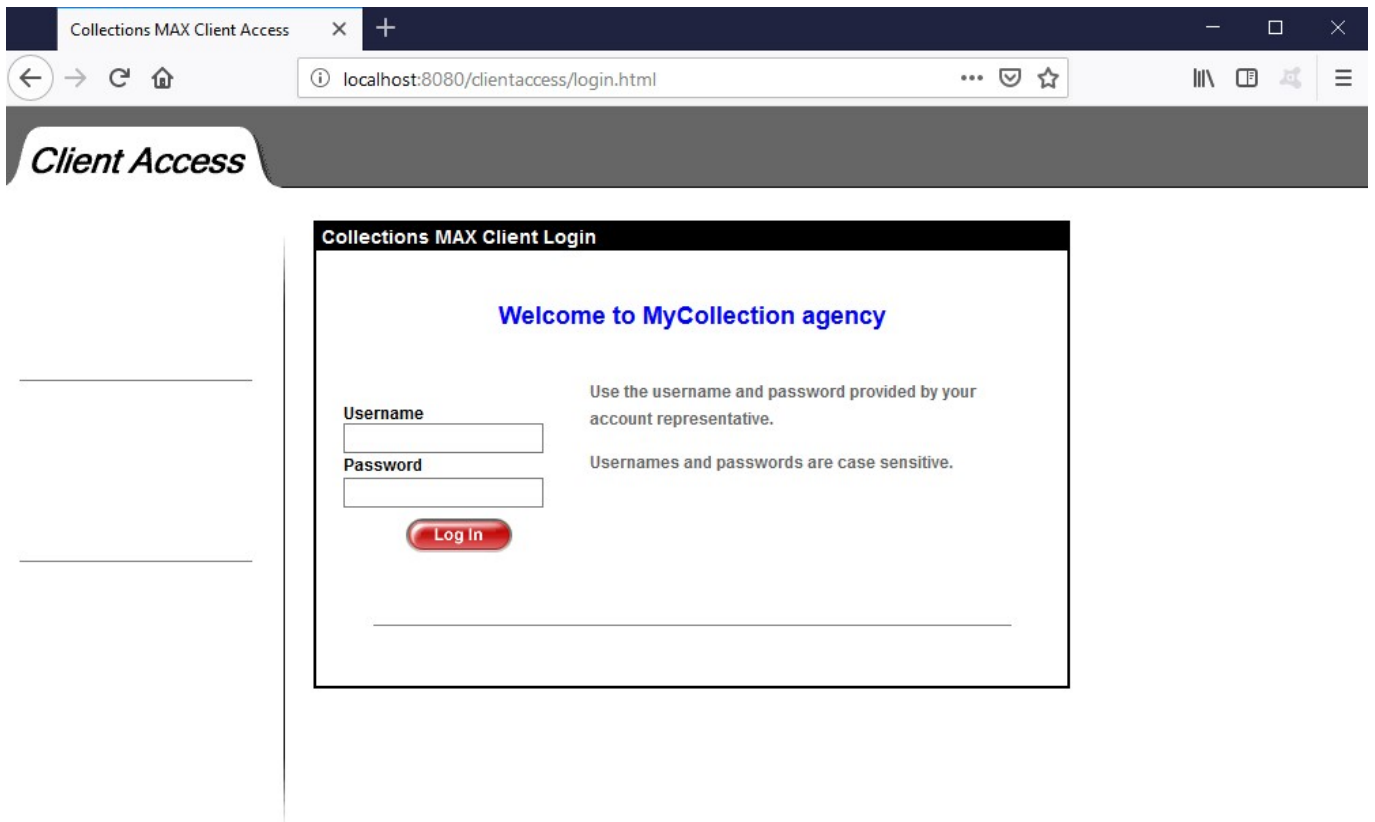 Collections MAX Client Access
localhost:8080/clientaccess/login.html
Client Access
Collections MAX Client Login
Welcome to MyCollection agency
Username
Password
Log In
Use the username and password provided by your
account representative.
Usernames and passwords are case sensitive.